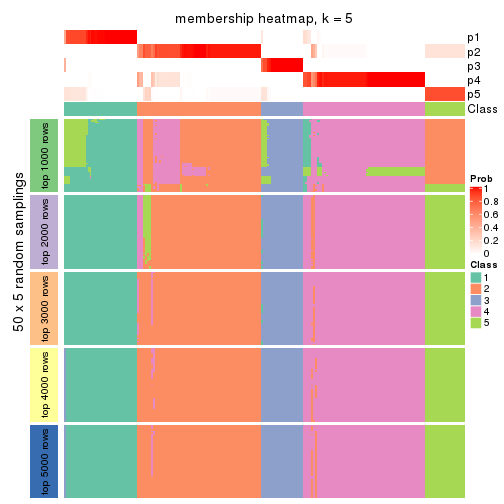 membership heatmap, k = 5
p1
p2
p3
p4
p5
Class
50 x 5 random samplings
top 1000 rows
top 2000 rows
top 3000 rows
top 4000 rows
top 5000 rows
Prob
1
0.8
0.6
0.4
0.2
0
Class
1
2
3
4
5